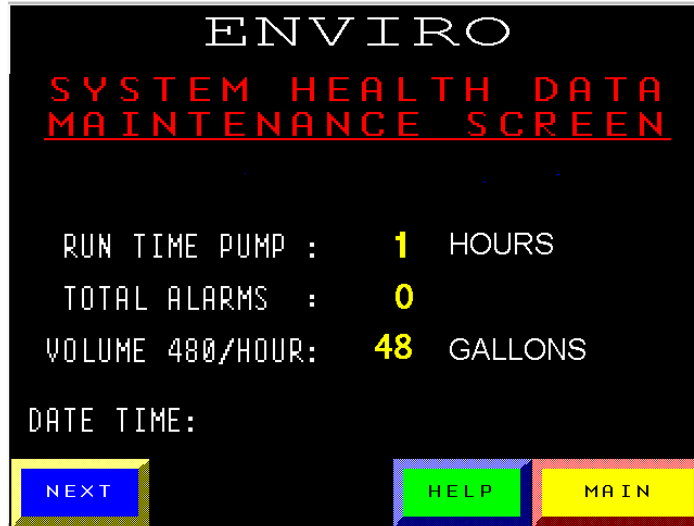 ENVIRO
SYSTEM HEALTH DATA
MAINTENANCE SCREEN
RUN TIME PUMP : 1 HOURS
TOTAL ALARMS : 0
VOLUME 480/HOUR: 48 GALLONS
DATE TIME:
NEXT HELP MAIN